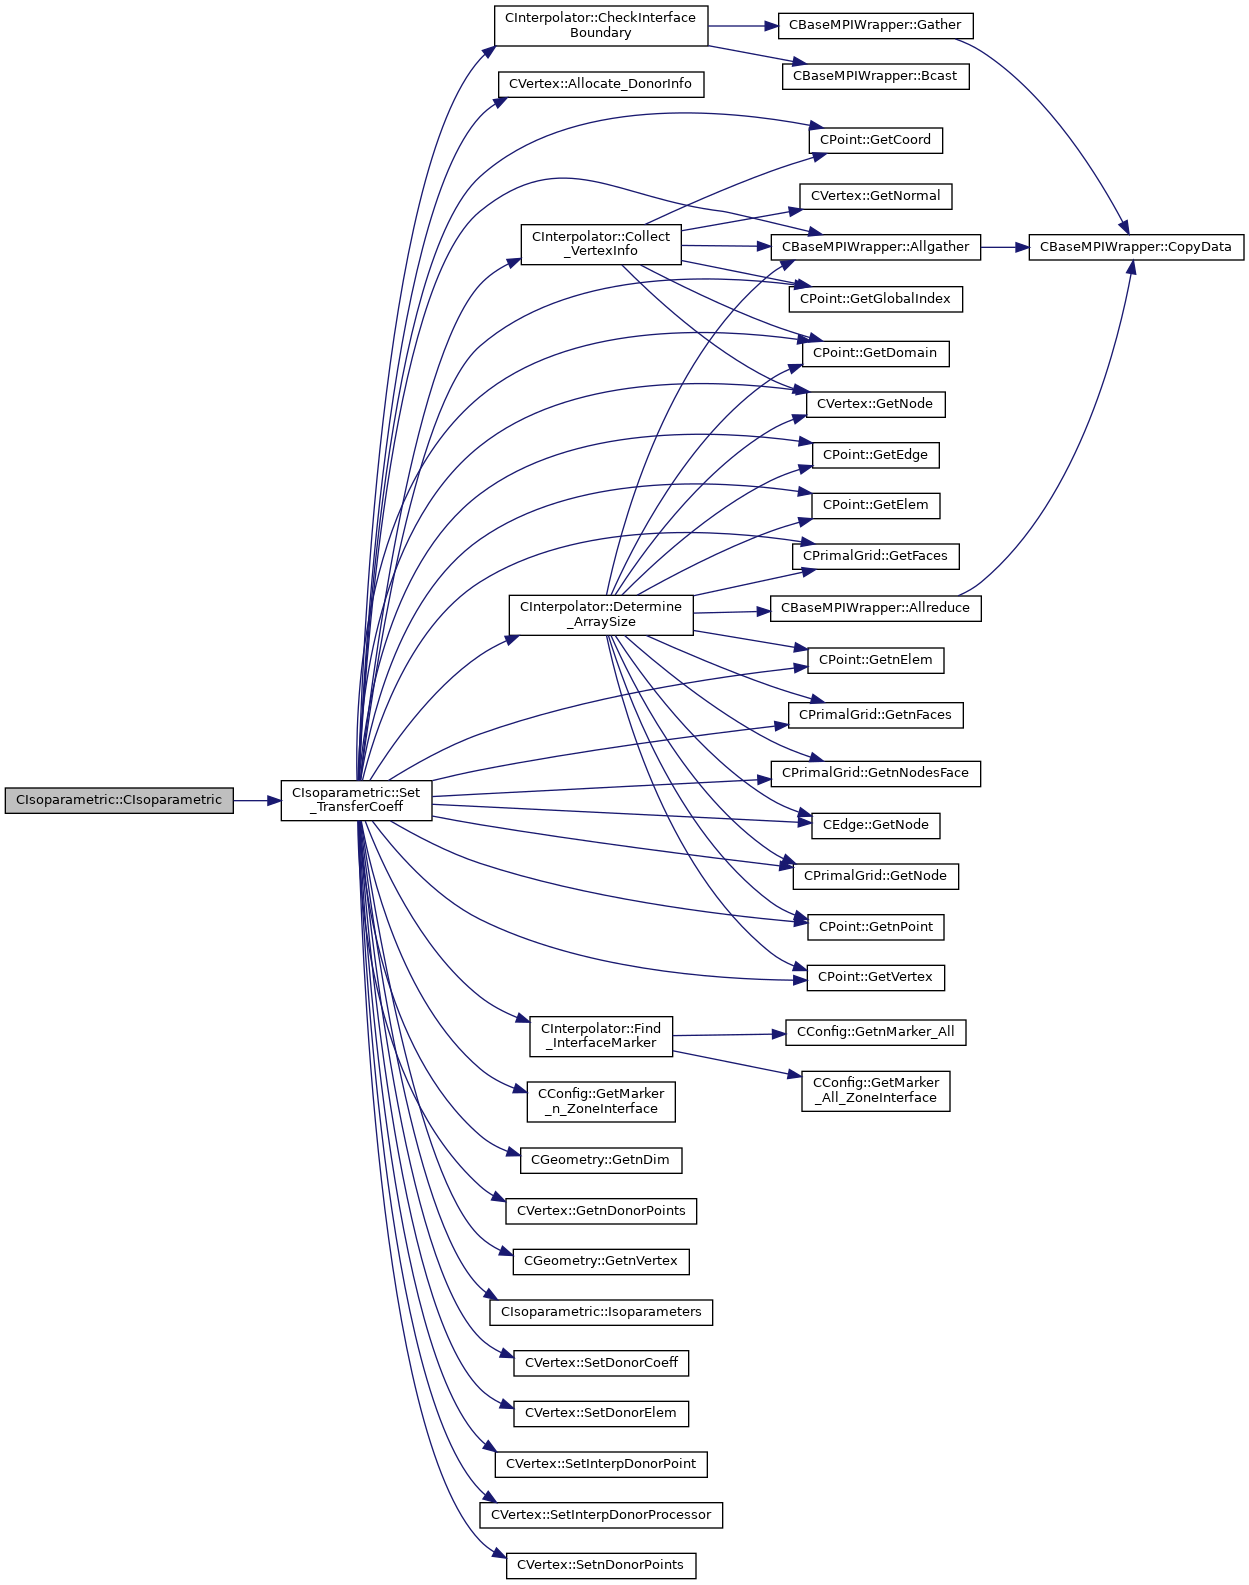 CIsoparametric::CIsoparametric
CIsoparametric::Set
_TransferCoeff
CInterpolator::CheckInterface
Boundary
CVertex::Allocate_DonorInfo
CInterpolator::Collect
_VertexInfo
CInterpolator::Determine
_ArraySize
CInterpolator::Find
_InterfaceMarker
CConfig::GetMarker
_n_ZoneInterface
CGeometry::GetnDim
CVertex::GetnDonorPoints
CGeometry::GetnVertex
CIsoparametric::Isoparameters
CVertex::SetDonorCoeff
CVertex::SetDonorElem
CVertex::SetInterpDonorPoint
CVertex::SetInterpDonorProcessor
CVertex::SetnDonorPoints
CBaseMPIWrapper::Gather
CBaseMPIWrapper::Bcast
CPoint::GetCoord
CVertex::GetNormal
CBaseMPIWrapper::Allgather
CPoint::GetGlobalIndex
CPoint::GetDomain
CVertex::GetNode
CPoint::GetEdge
CPoint::GetElem
CPrimalGrid::GetFaces
CBaseMPIWrapper::Allreduce
CPoint::GetnElem
CPrimalGrid::GetnFaces
CPrimalGrid::GetnNodesFace
CEdge::GetNode
CPrimalGrid::GetNode
CPoint::GetnPoint
CPoint::GetVertex
CConfig::GetnMarker_All
CConfig::GetMarker
_All_ZoneInterface
CBaseMPIWrapper::CopyData